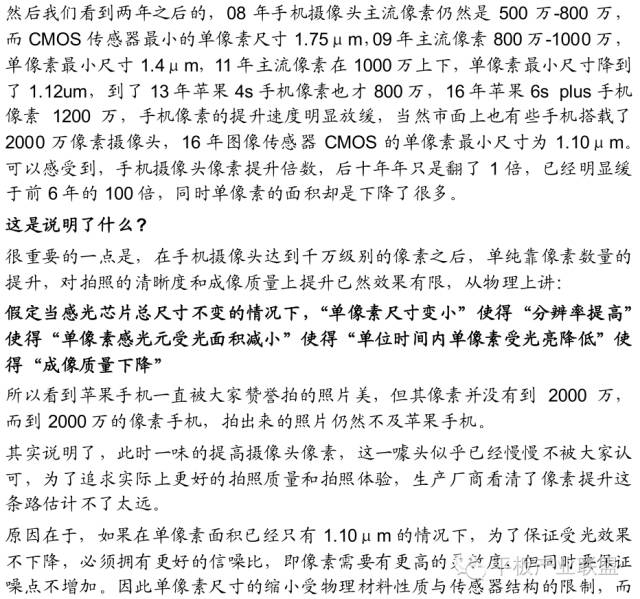 然后我们看到两年之后的，08 年手机摄像头主流像素仍然是 500 万-800 万，
而 CMOS 传感器最小的单像素尺寸 1.75μm，09 年主流像素 800 万-1000 万，
单像素最小尺寸 1.4μm，11 年主流像素在 1000 万上下，单像素最小尺寸降到
了 1.12um，到了 13 年苹果 4s 手机像素也才 800 万，16 年苹果 6s plus 手机
像素 1200 万，手机像素的提升速度明显放缓，当然市面上也有些手机搭载了
2000 万像素摄像头，16 年图像传感器 CMOS 的单像素最小尺寸为 1.10μm。
可以感受到，手机摄像头像素提升倍数，后十年年只是翻了 1 倍，已经明显缓
于前 6 年的 100 倍，同时单像素的面积却是下降了很多。
这是说明了什么？
很重要的一点是，在手机摄像头达到千万级别的像素之后，单纯靠像素数量的
提升，对拍照的清晰度和成像质量上提升已然效果有限，从物理上讲：
假定当感光芯片总尺寸不变的情况下，“单像素尺寸变小”使得“分辨率提高”
使得“单像素感光元受光面积减小”使得“单位时间内单像素受光亮降低”使
得“成像质量下降”
所以看到苹果手机一直被大家赞誉拍的照片美，但其像素并没有到 2000 万，
而到 2000 万的像素手机，拍出来的照片仍然不及苹果手机。
其实说明了，此时一味的提高摄像头像素，这一噱头似乎已经慢慢不被大家认
可，为了追求实际上更好的拍照质量和拍照体验，生产厂商看清了像素提升这
条路估计不了太远。
原因在于，如果在单像素面积已经只有 1.10μm 的情况下，为了保证受光效果
不下降，必须拥有更好的信噪比，即像素需要有更高的 度，但同时要保证
噪点不增加。因此单像素尺寸的缩小受物理材料性质与传感器结构的限制，而
平板产业联盟